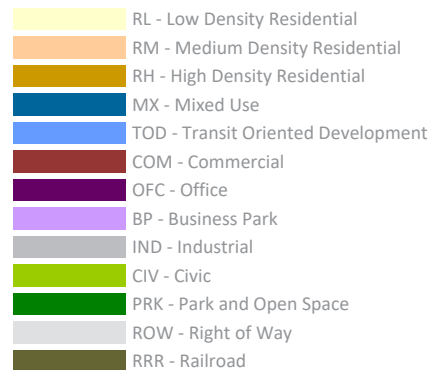 RL - Low Density Residential
RM - Medium Density Residential
RH - High Density Residential
MX - Mixed Use
TOD - Transit Oriented Development
COM - Commercial
OFC - Office
BP - Business Park
IND - Industrial
CIV - Civic
PRK - Park and Open Space
ROW - Right of Way
RRR - Railroad